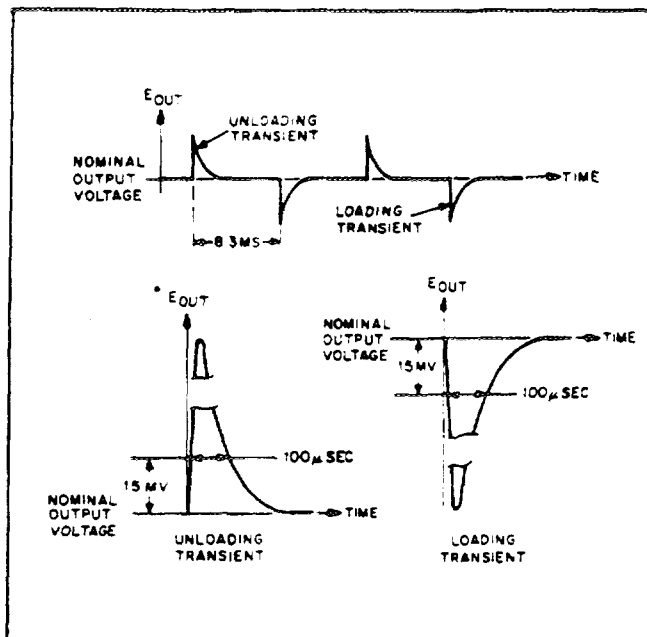 EOUT
UNLOADING
TRANSIENT
NOMINAL
OUTPUT
VOLTAGE
TIME
LOADING
TRANSIENT
8.3MS
EOUT
15 MV
100μSEC
NOMINAL
OUTPUT
VOLTAGE
TIME
UNLOADING
TRANSIENT
EOUT
NOMINAL
OUTPUT
VOLTAGE
TIME
15 MV
100μSEC
LOADING
TRANSIENT